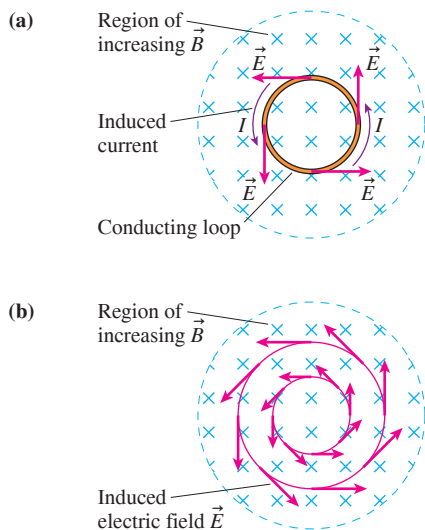 (a)
Region of
increasing B⃗
E⃗
E⃗
Induced
current
I
I
E⃗
E⃗
Conducting loop
(b)
Region of
increasing B⃗
Induced
electric field E⃗